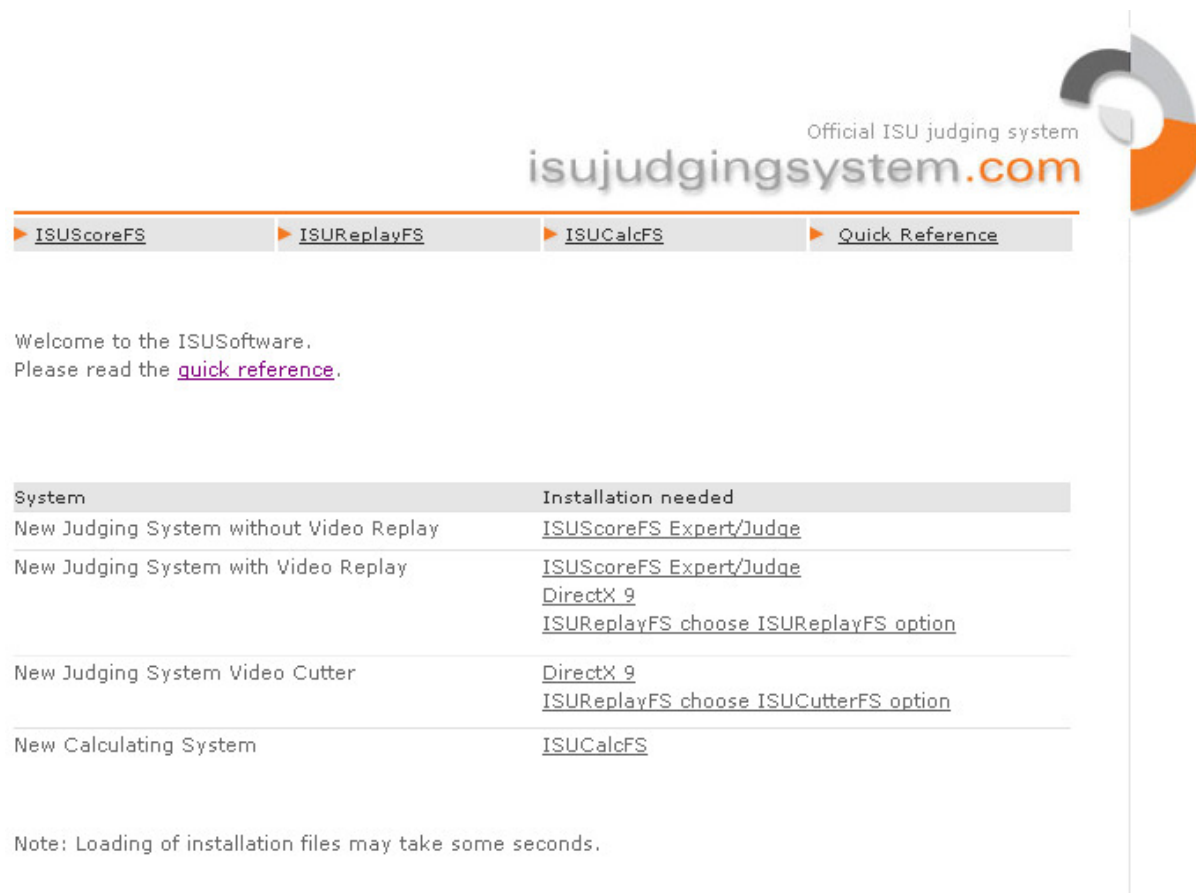 Official ISU judging system
isujudgingsystem.com
ISUScoreFS ISUReplayFS ISUCalcFS Quick Reference
Welcome to the ISUSoftware.
Please read the quick reference.
System Installation needed
New Judging System without Video Replay ISUScoreFS Expert/Judge
New Judging System with Video Replay ISUScoreFS Expert/Judge
DirectX 9
ISUReplayFS choose ISUReplayFS option
New Judging System Video Cutter DirectX 9
ISUReplayFS choose ISUCutterFS option
New Calculating System ISUCalcFS
Note: Loading of installation files may take some seconds.